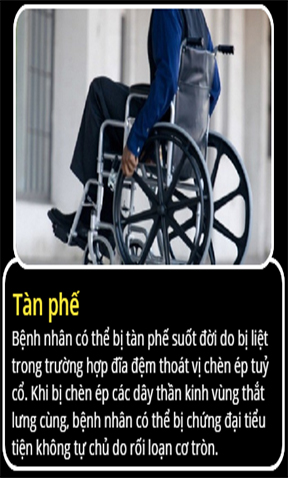 Tàn phế
Bệnh nhân có thể bị tàn phế suốt đời do bị liệt
trong trường hợp đĩa đệm thoát vị chèn ép tuỷ
cổ. Khi bị chèn ép các dây thần kinh vùng thắt
lưng cùng, bệnh nhân có thể bị chứng đại tiểu
tiện không tự chủ do rối loạn cơ tròn.